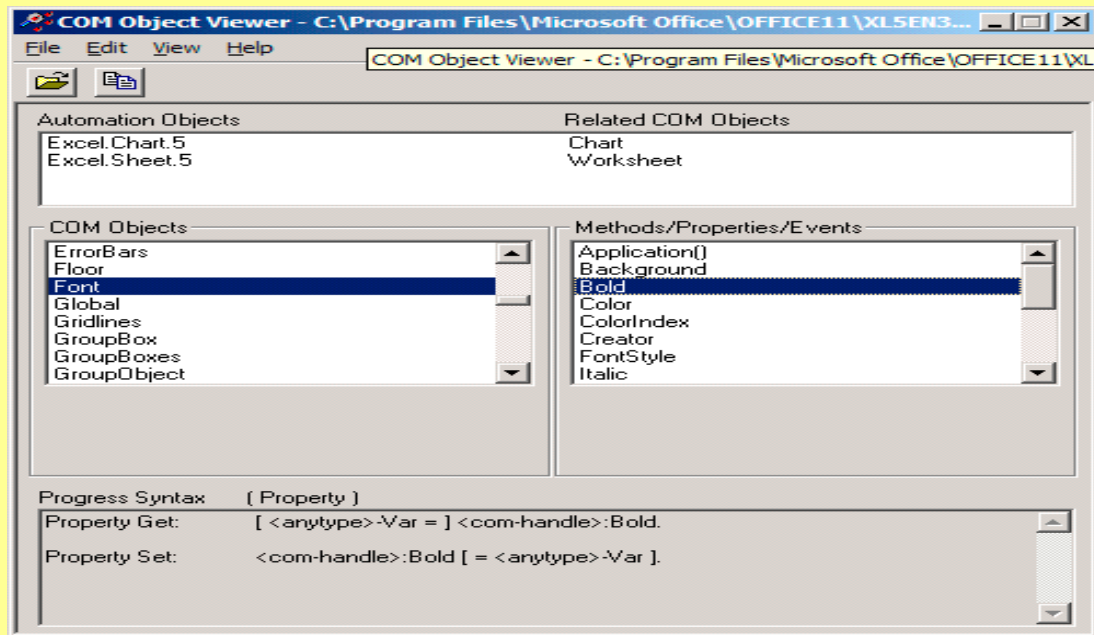 COM Object Viewer - C:\Program Files\Microsoft Office\OFFICE11\XL5EN3...
File Edit View Help
COM Object Viewer - C:\Program Files\Microsoft Office\OFFICE11\XL
Automation Objects Related COM Objects
Excel.Chart.5 Chart
Excel.Sheet.5 Worksheet
COM Objects
ErrorBars
Floor
Font
Global
Gridlines
GroupBox
GroupBoxes
GroupObject
Methods/Properties/Events
Application()
Background
Bold
Color
ColorIndex
Creator
FontStyle
Italic
Progress Syntax ( Property )
Property Get: [ <anytype>-Var = ] <com-handle>:Bold.
Property Set: <com-handle>:Bold [ = <anytype>-Var ].